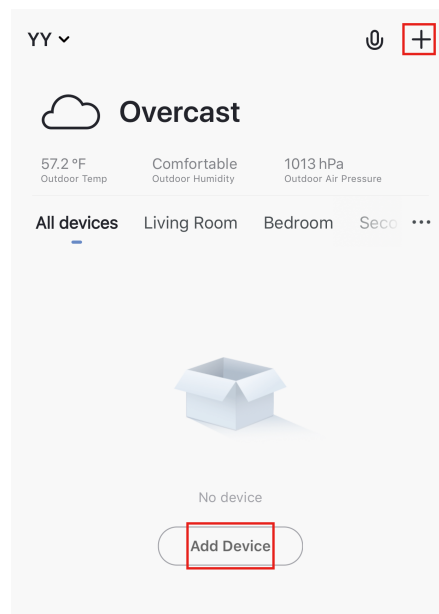 YY
Overcast
57.2 °F Comfortable 1013 hPa
Outdoor Temp Outdoor Humidity Outdoor Air Pressure
All devices Living Room Bedroom Seco ...
No device
Add Device